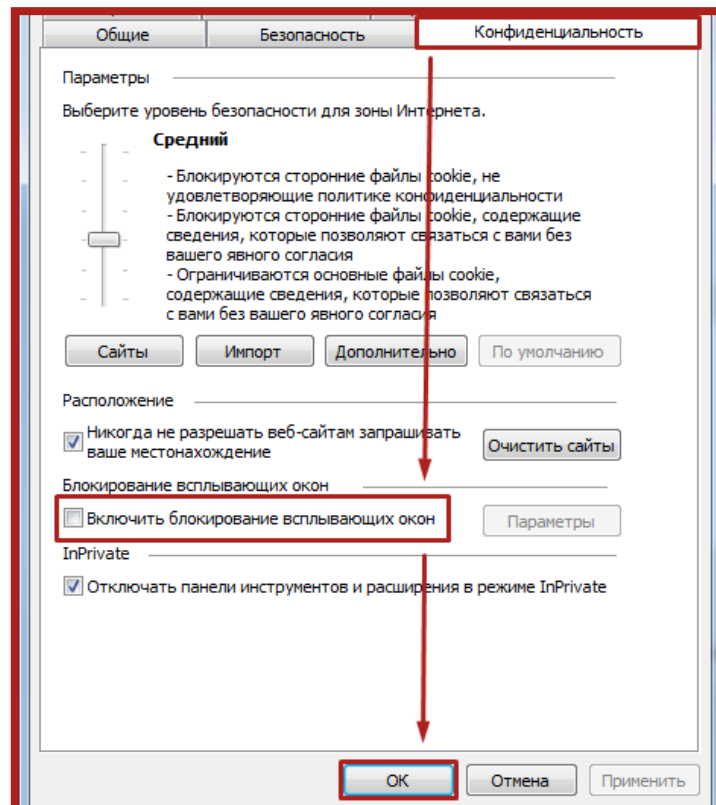 Общие
Безопасность
Конфиденциальность
Параметры
Выберите уровень безопасности для зоны Интернета.
Средний
- Блокируются сторонние файлы cookie, не
удовлетворяющие политике конфиденциальности
- Блокируются сторонние файлы cookie, содержащие
сведения, которые позволяют связаться с вами без
вашего явного согласия
- Ограничиваются основные файлы cookie,
содержащие сведения, которые позволяют связаться
с вами без вашего явного согласия
Сайты
Импорт
Дополнительно
По умолчанию
Расположение
Никогда не разрешать веб-сайтам запрашивать
ваше местонахождение
Очистить сайты
Блокирование всплывающих окон
Включить блокирование всплывающих окон
Параметры
InPrivate
Отключать панели инструментов и расширения в режиме InPrivate
ОК
Отмена
Применить